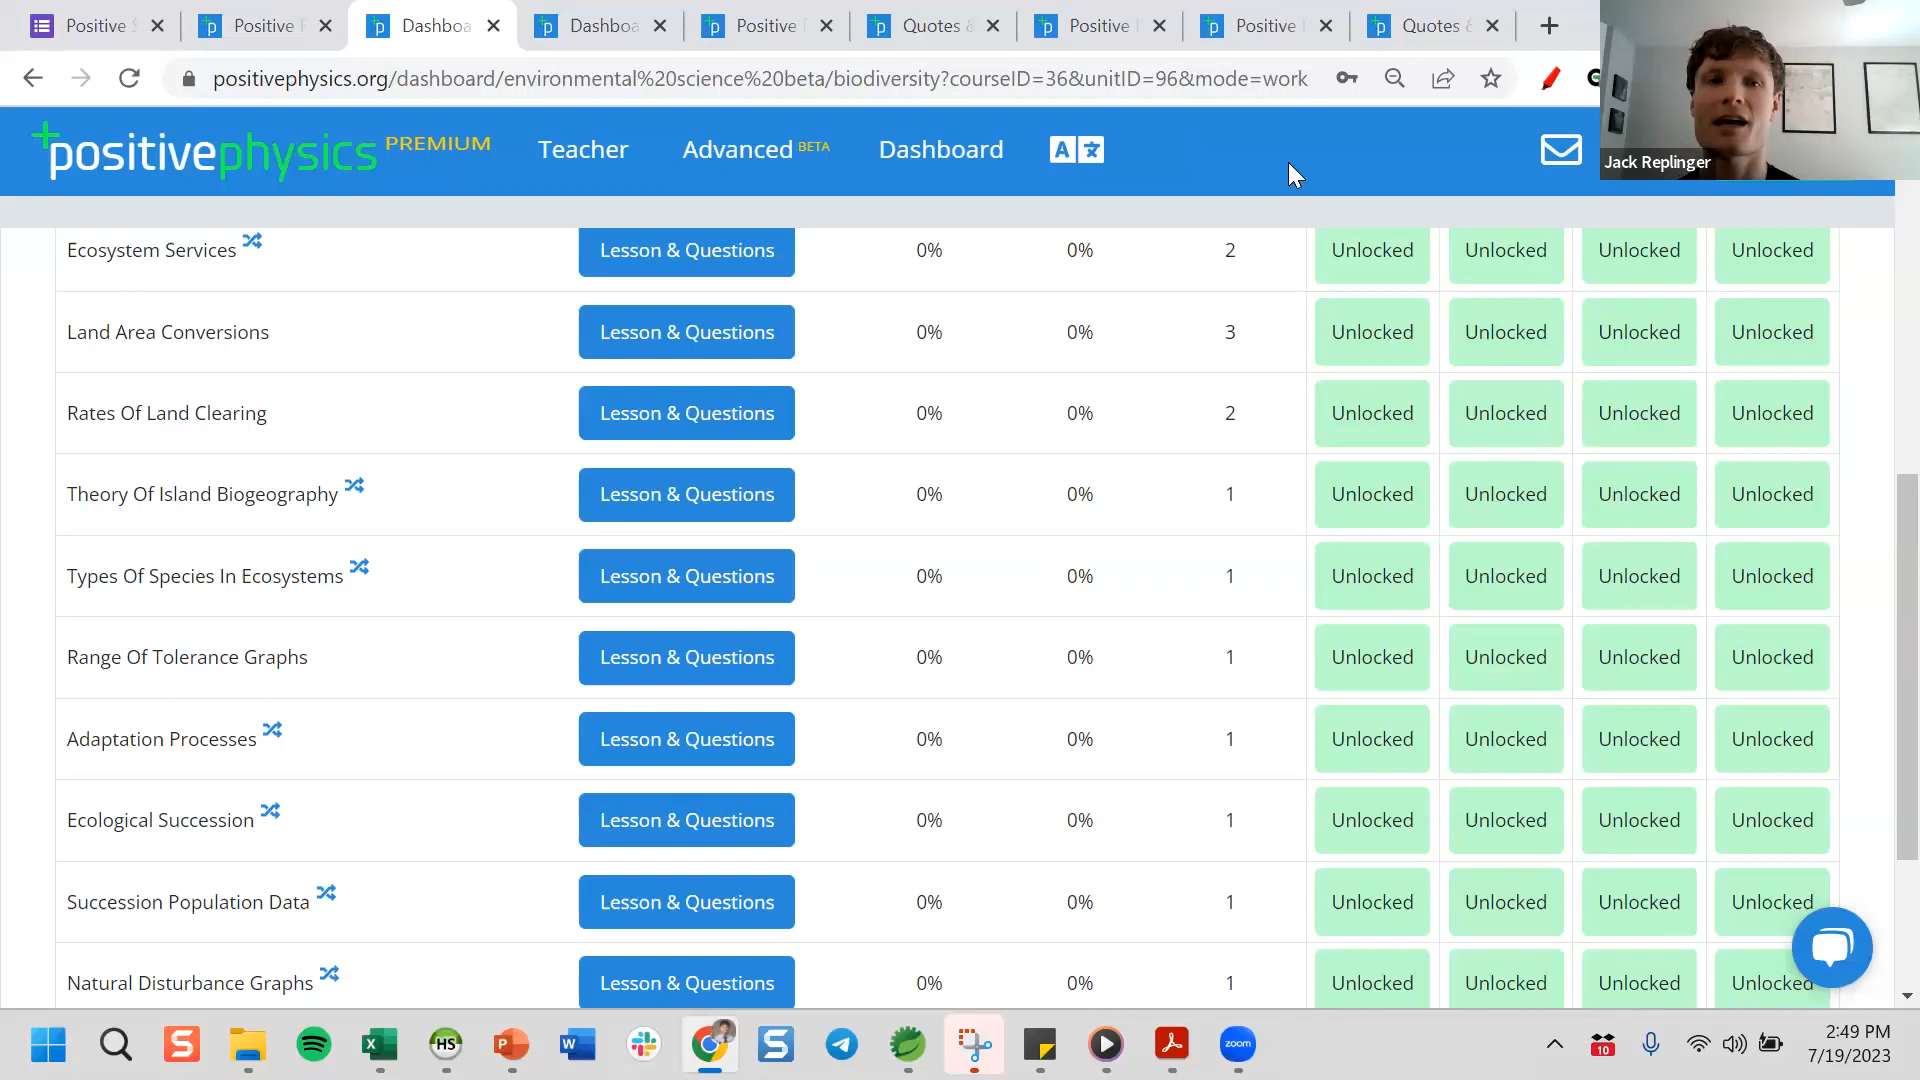 Positive
Positive
Dashboa
Dashboa
Positive
Quotes &
Positive
Positive
Quotes &
positivephysics.org/dashboard/environmental%20science%20beta/biodiversity?courseID=36&unitID=96&mode=work
positivephysics PREMIUM
Teacher
Advanced BETA
Dashboard
A
Jack Replinger
Ecosystem Services Lesson & Questions 0% 0% 2 Unlocked Unlocked Unlocked Unlocked
Land Area Conversions Lesson & Questions 0% 0% 3 Unlocked Unlocked Unlocked Unlocked
Rates Of Land Clearing Lesson & Questions 0% 0% 2 Unlocked Unlocked Unlocked Unlocked
Theory Of Island Biogeography Lesson & Questions 0% 0% 1 Unlocked Unlocked Unlocked Unlocked
Types Of Species In Ecosystems Lesson & Questions 0% 0% 1 Unlocked Unlocked Unlocked Unlocked
Range Of Tolerance Graphs Lesson & Questions 0% 0% 1 Unlocked Unlocked Unlocked Unlocked
Adaptation Processes Lesson & Questions 0% 0% 1 Unlocked Unlocked Unlocked Unlocked
Ecological Succession Lesson & Questions 0% 0% 1 Unlocked Unlocked Unlocked Unlocked
Succession Population Data Lesson & Questions 0% 0% 1 Unlocked Unlocked Unlocked Unlocked
Natural Disturbance Graphs Lesson & Questions 0% 0% 1 Unlocked Unlocked Unlocked Unlocked
HS
zoom
10
2:49 PM
7/19/2023